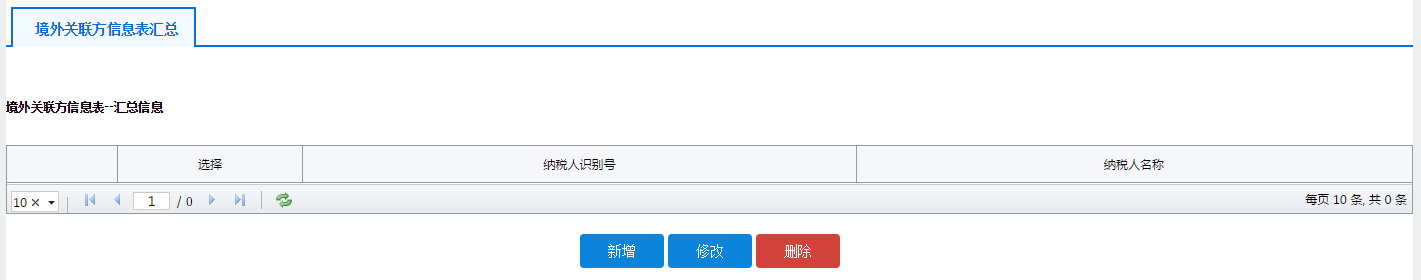 境外关联方信息表汇总
境外关联方信息表--汇总信息
选择 纳税人识别号 纳税人名称
10 × 1 / 0 每页 10 条, 共 0 条
新增 修改 删除